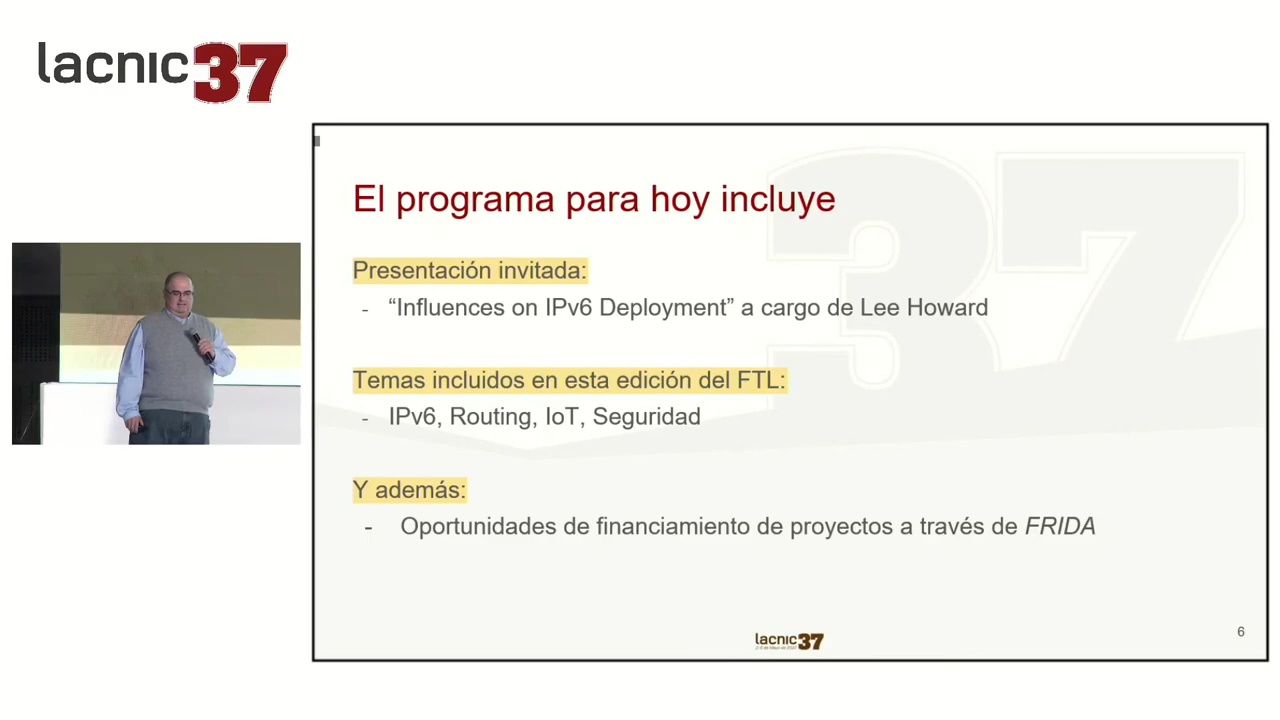 lacnic37
El programa para hoy incluye
Presentación invitada:
- “Influences on IPv6 Deployment” a cargo de Lee Howard
Temas incluidos en esta edición del FTL:
- IPv6, Routing, IoT, Seguridad
Y además:
- Oportunidades de financiamiento de proyectos a través de FRIDA
lacnic37
6